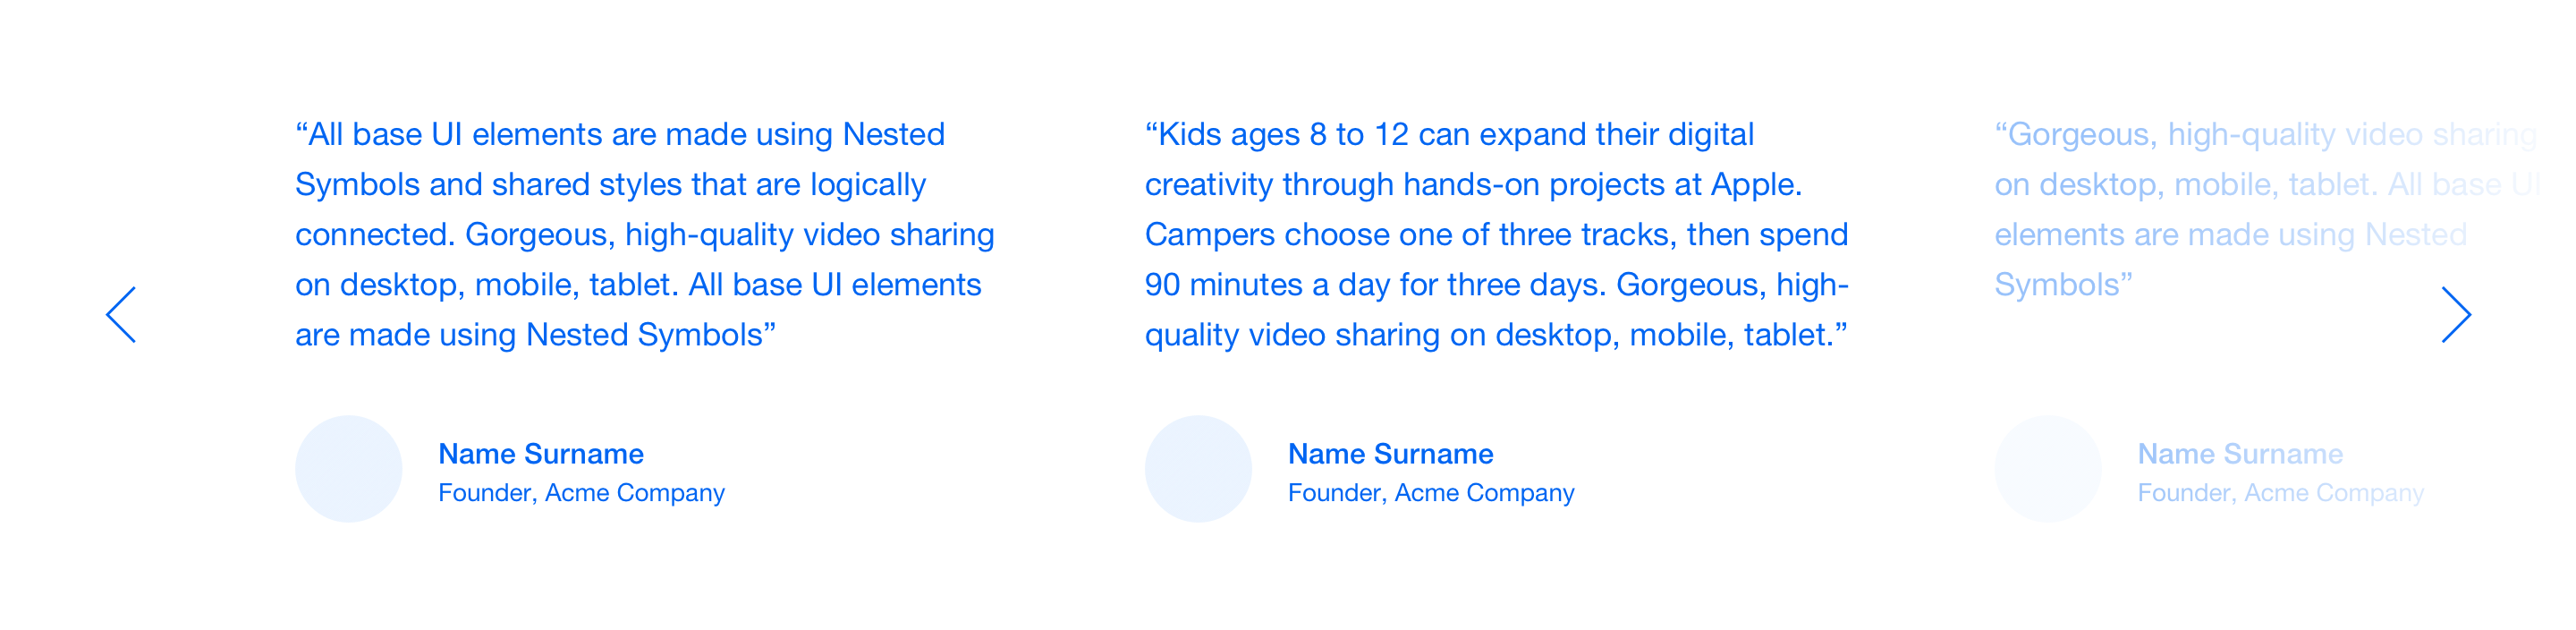 “All base UI elements are made using Nested
Symbols and shared styles that are logically
connected. Gorgeous, high-quality video sharing
on desktop, mobile, tablet. All base UI elements
are made using Nested Symbols”
Name Surname
Founder, Acme Company
“Kids ages 8 to 12 can expand their digital
creativity through hands-on projects at Apple.
Campers choose one of three tracks, then spend
90 minutes a day for three days. Gorgeous, high-
quality video sharing on desktop, mobile, tablet.”
Name Surname
Founder, Acme Company
“Gorgeous, high-quality video sharing
on desktop, mobile, tablet. All base UI
elements are made using Nested
Symbols”
Name Surname
Founder, Acme Company